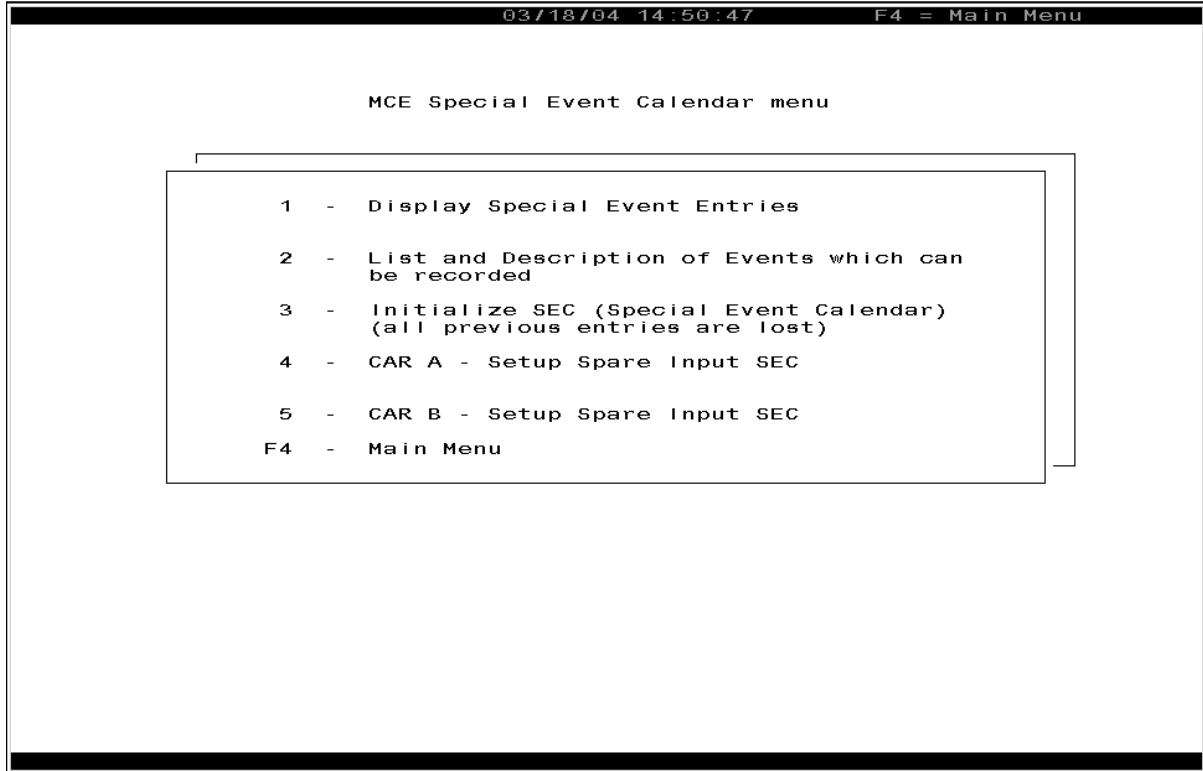 03/18/04 14:50:47 F4 = Main Menu
MCE Special Event Calendar menu
1 - Display Special Event Entries
2 - List and Description of Events which can
be recorded
3 - Initialize SEC (Special Event Calendar)
(all previous entries are lost)
4 - CAR A - Setup Spare Input SEC
5 - CAR B - Setup Spare Input SEC
F4 - Main Menu